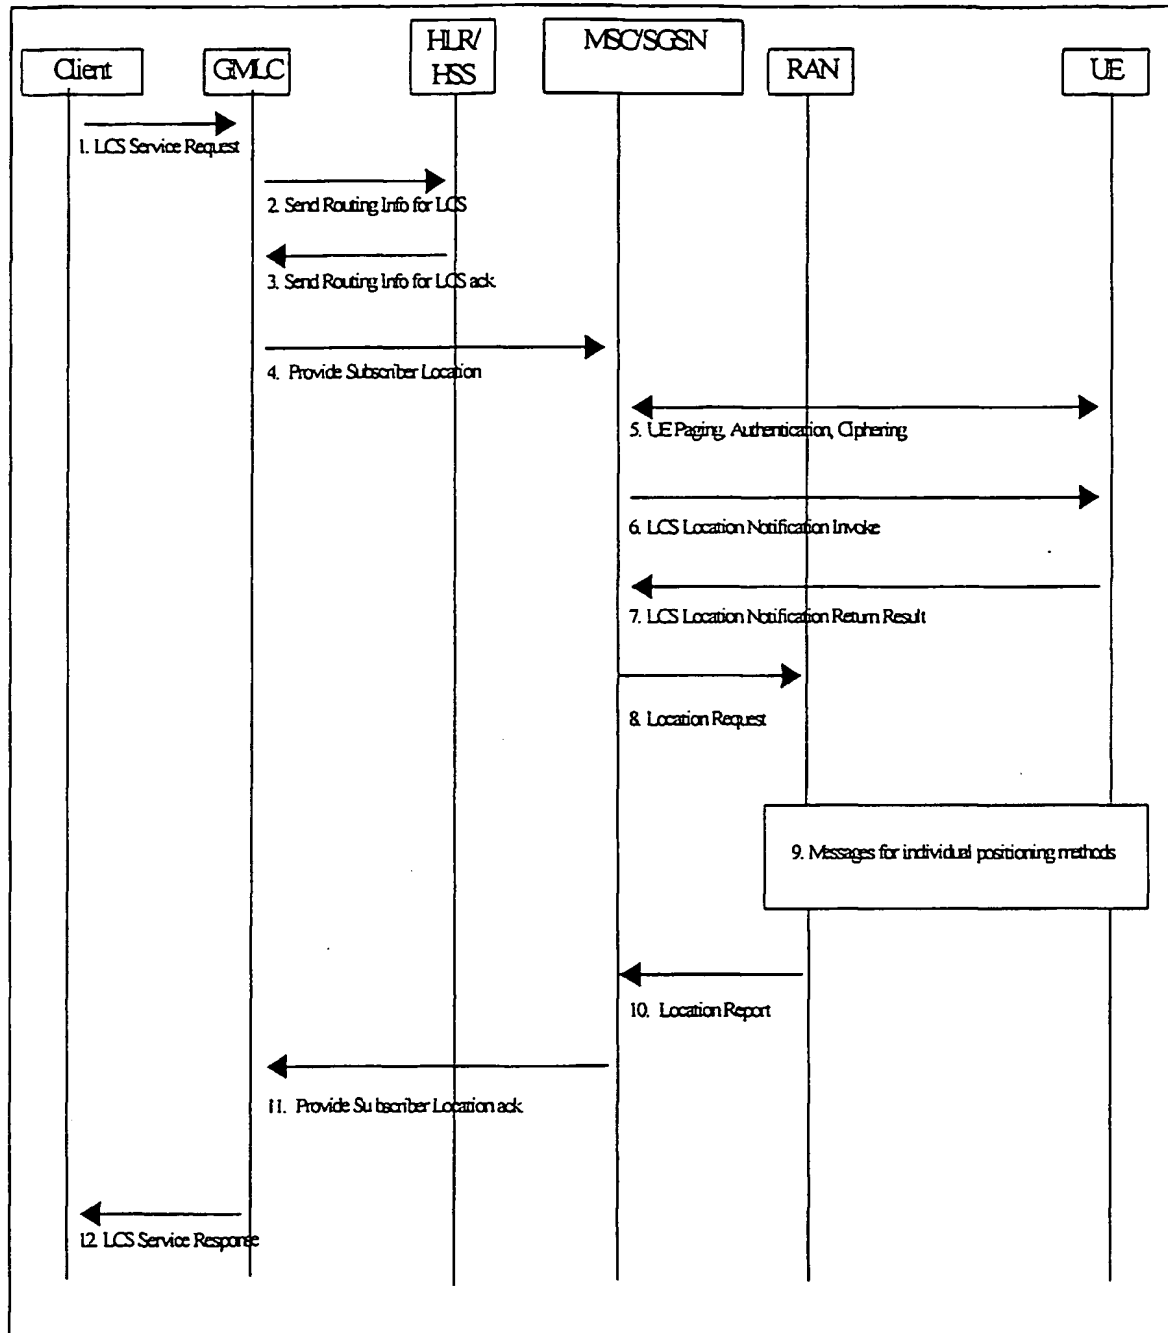 Client
GMLC
HLR/
HSS
MSC/SGSN
RAN
UE
1. LCS Service Request
2. Send Routing Info for LCS
3. Send Routing Info for LCS ack
4. Provide Subscriber Location
5. UE Paging, Authentication, Ciphering
6. LCS Location Notification Invoke
7. LCS Location Notification Return Result
8. Location Request
9. Messages for individual positioning methods
10. Location Report
11. Provide Subscriber Location ack
12. LCS Service Response